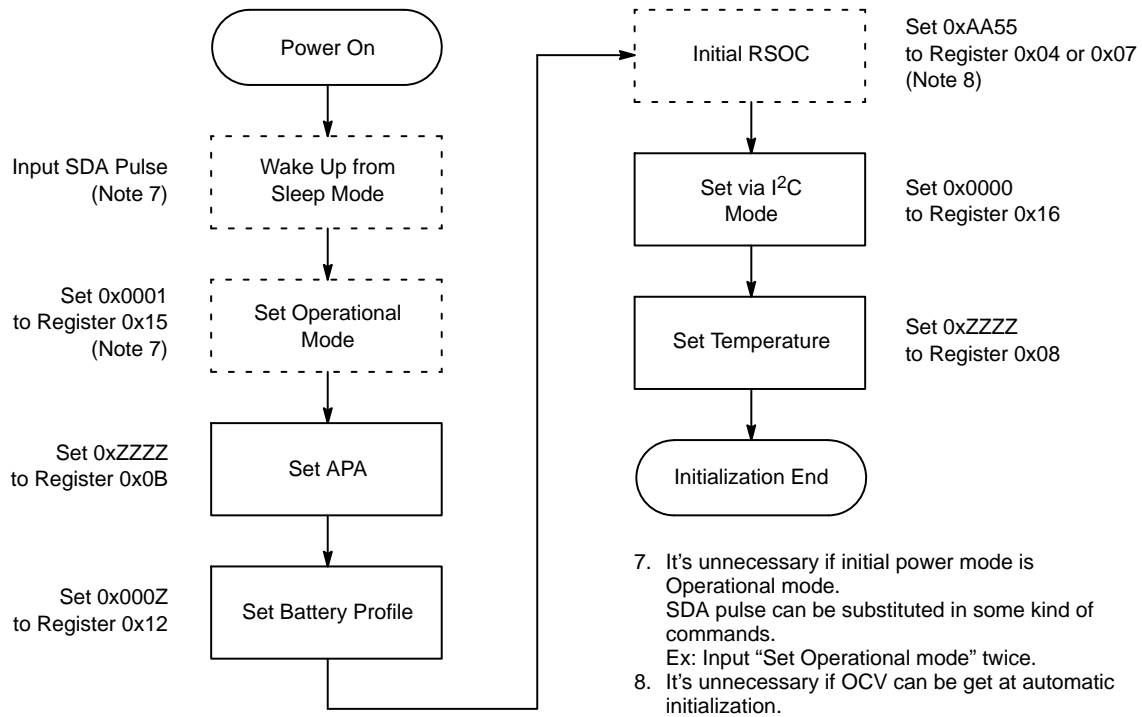 Power On
Input SDA Pulse
(Note 7)
Wake Up from
Sleep Mode
Set 0x0001
to Register 0x15
(Note 7)
Set Operational
Mode
Set 0xZZZZ
to Register 0x0B
Set APA
Set 0x000Z
to Register 0x12
Set Battery Profile
Initial RSOC
Set 0xAA55
to Register 0x04 or 0x07
(Note 8)
Set via I²C
Mode
Set 0x0000
to Register 0x16
Set Temperature
Set 0xZZZZ
to Register 0x08
Initialization End
7. It’s unnecessary if initial power mode is
Operational mode.
SDA pulse can be substituted in some kind of
commands.
Ex: Input “Set Operational mode” twice.
8. It’s unnecessary if OCV can be get at automatic
initialization.